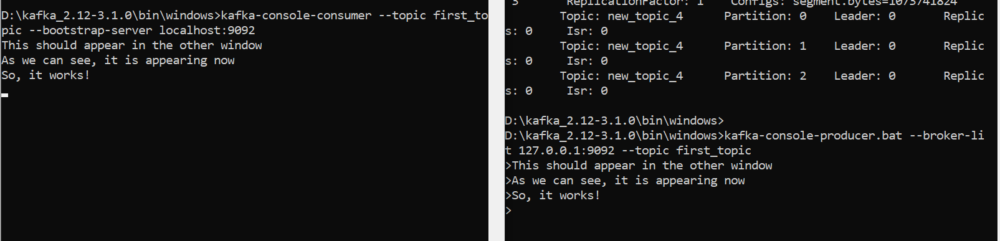 D:\kafka_2.12-3.1.0\bin\windows>kafka-console-consumer --topic first_to
pic --bootstrap-server localhost:9092
This should appear in the other window
As we can see, it is appearing now
So, it works!
3 ReplicationFactor: 1 Configs: segment.bytes=1073741824
Topic: new_topic_4 Partition: 0 Leader: 0 Replic
s: 0 Isr: 0
Topic: new_topic_4 Partition: 1 Leader: 0 Replic
s: 0 Isr: 0
Topic: new_topic_4 Partition: 2 Leader: 0 Replic
s: 0 Isr: 0
D:\kafka_2.12-3.1.0\bin\windows>
D:\kafka_2.12-3.1.0\bin\windows>kafka-console-producer.bat --broker-li
t 127.0.0.1:9092 --topic first_topic
>This should appear in the other window
>As we can see, it is appearing now
>So, it works!
>